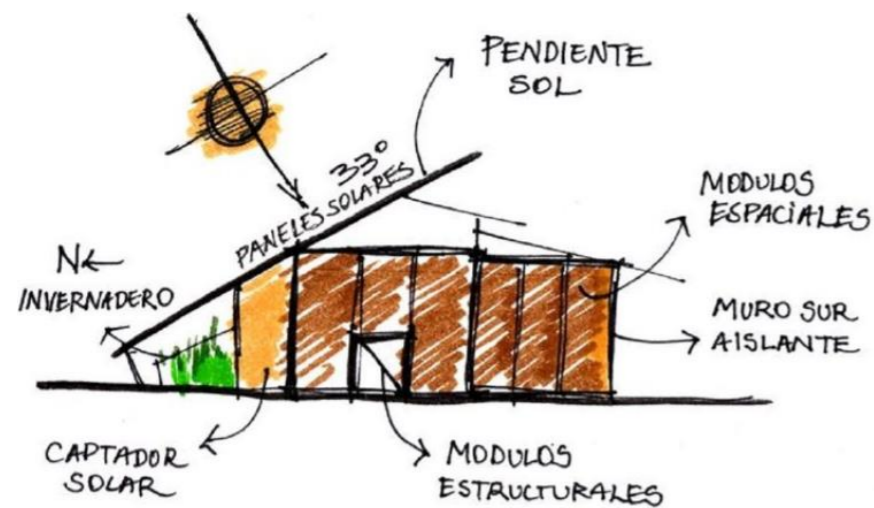 PENDIENTE
SOL
33°
PANELES SOLARES
MODULOS
ESPACIALES
N
INVERNADERO
MURO SUR
AISLANTE
CAPTADOR
SOLAR
MODULOS
ESTRUCTURALES